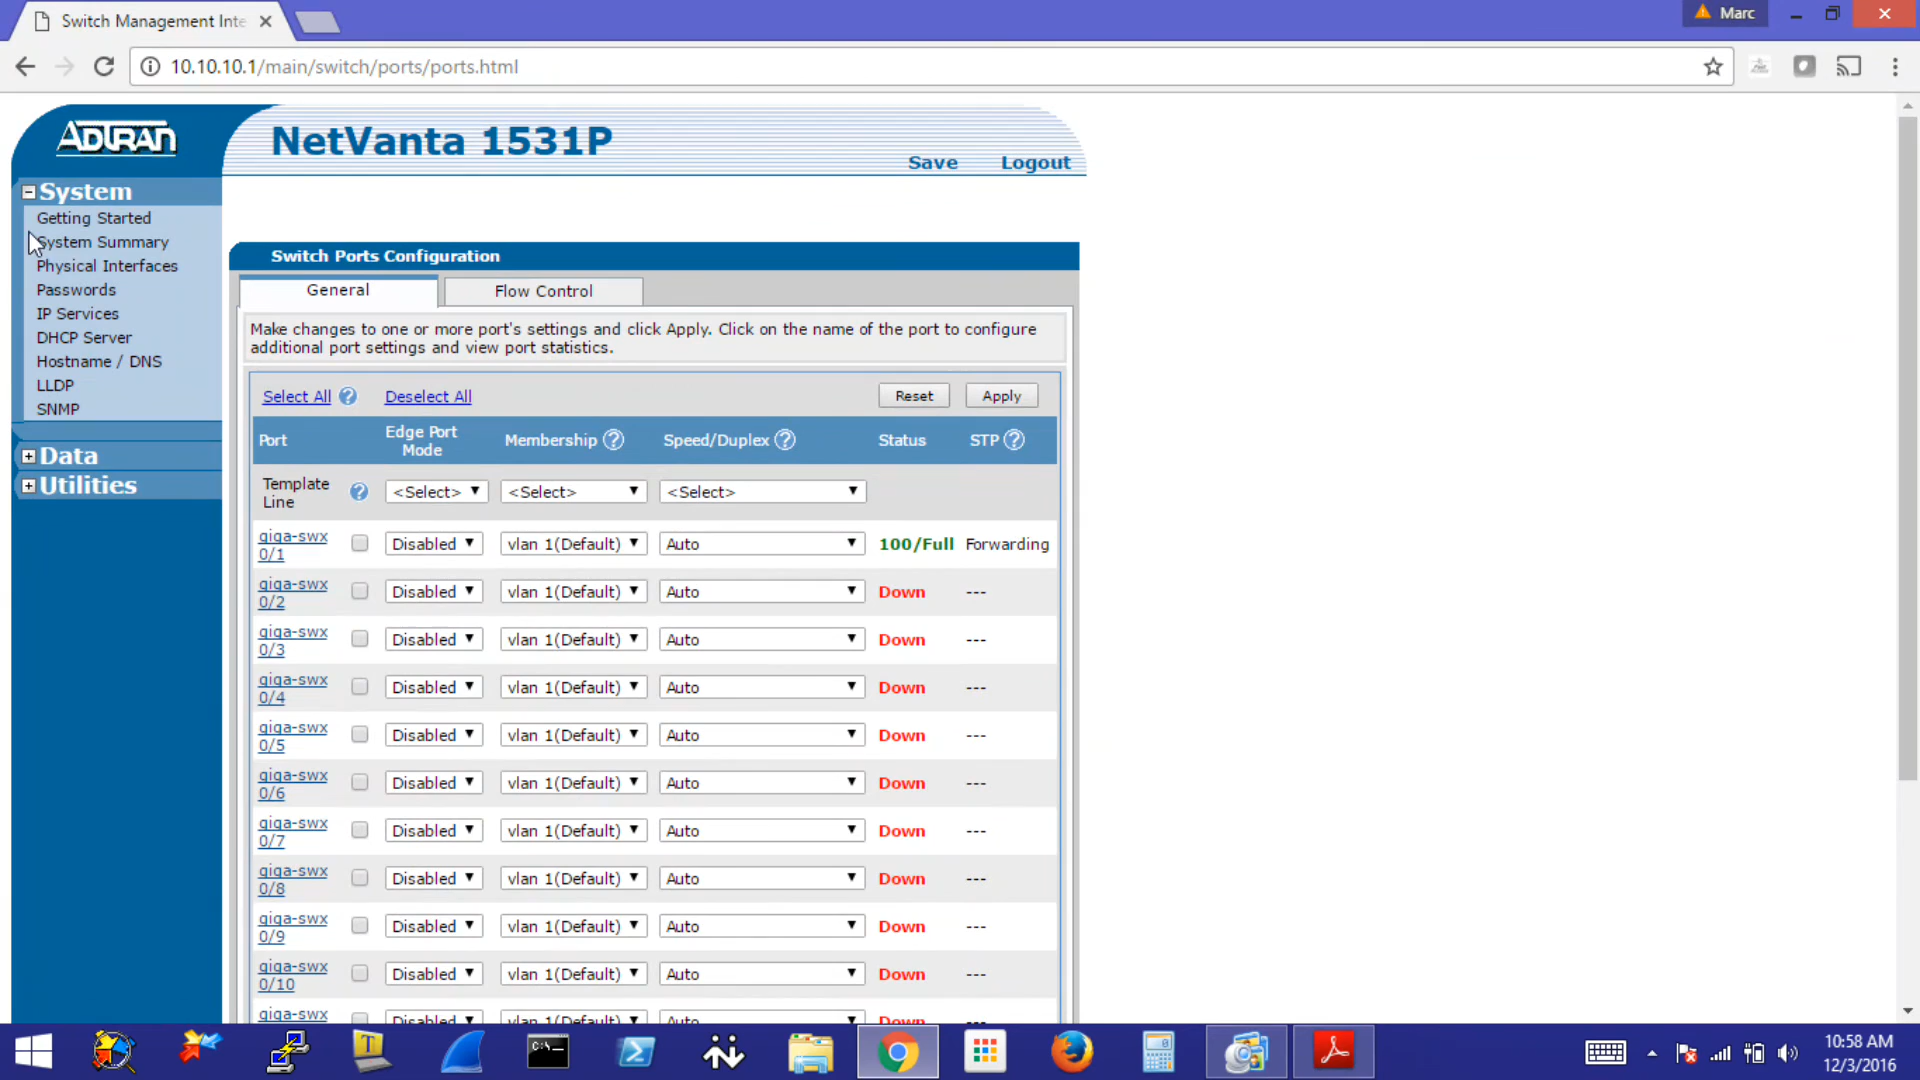 Switch Management Inte
Marc
10.10.10.1/main/switch/ports/ports.html
ADTRAN
NetVanta 1531P
Save Logout
System
Getting Started
System Summary
Physical Interfaces
Passwords
IP Services
DHCP Server
Hostname / DNS
LLDP
SNMP
Data
Utilities
Switch Ports Configuration
General Flow Control
Make changes to one or more port's settings and click Apply. Click on the name of the port to configure
additional port settings and view port statistics.
Select All ? Deselect All Reset Apply
Port Edge Port Mode Membership ? Speed/Duplex ? Status STP ?
Template Line ? <Select> <Select> <Select>
giga-swx 0/1 Disabled vlan 1(Default) Auto 100/Full Forwarding
giga-swx 0/2 Disabled vlan 1(Default) Auto Down ---
giga-swx 0/3 Disabled vlan 1(Default) Auto Down ---
giga-swx 0/4 Disabled vlan 1(Default) Auto Down ---
giga-swx 0/5 Disabled vlan 1(Default) Auto Down ---
giga-swx 0/6 Disabled vlan 1(Default) Auto Down ---
giga-swx 0/7 Disabled vlan 1(Default) Auto Down ---
giga-swx 0/8 Disabled vlan 1(Default) Auto Down ---
giga-swx 0/9 Disabled vlan 1(Default) Auto Down ---
giga-swx 0/10 Disabled vlan 1(Default) Auto Down ---
giga-swx Disabled vlan 1(Default) Auto Down
10:58 AM
12/3/2016